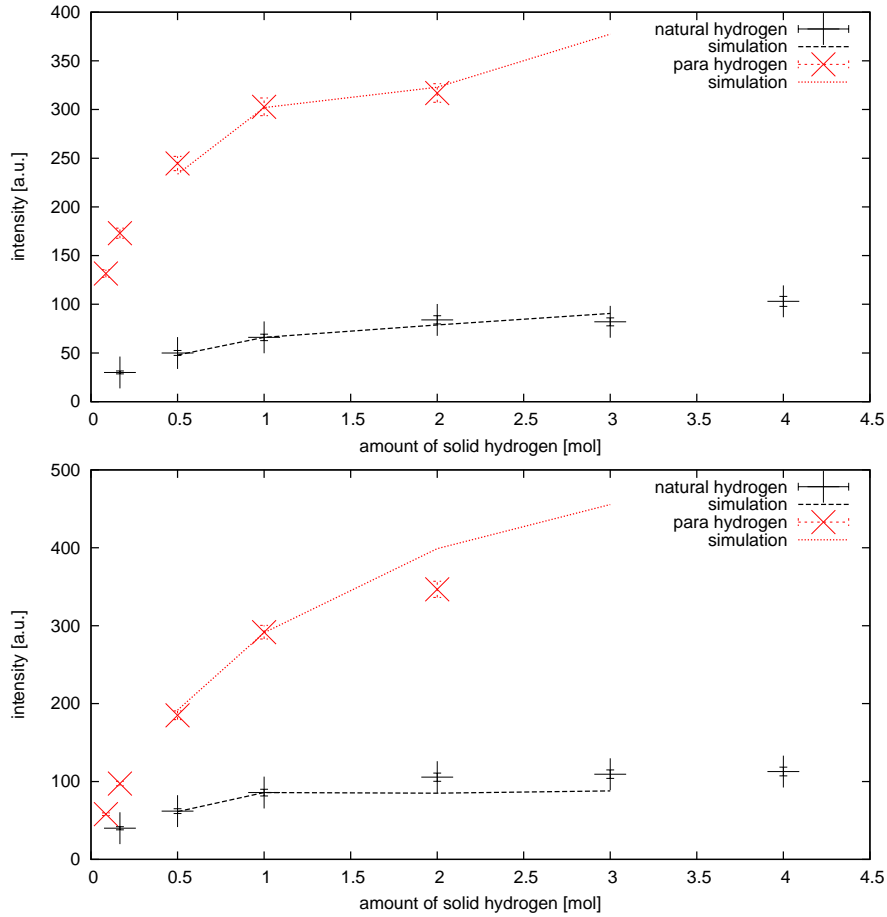 400
350
300
250
200
150
100
50
0
intensity [a.u.]
natural hydrogen
simulation
para hydrogen
simulation
0 0.5 1 1.5 2 2.5 3 3.5 4 4.5
amount of solid hydrogen [mol]
500
400
300
200
100
0
intensity [a.u.]
natural hydrogen
simulation
para hydrogen
simulation
0 0.5 1 1.5 2 2.5 3 3.5 4 4.5
amount of solid hydrogen [mol]